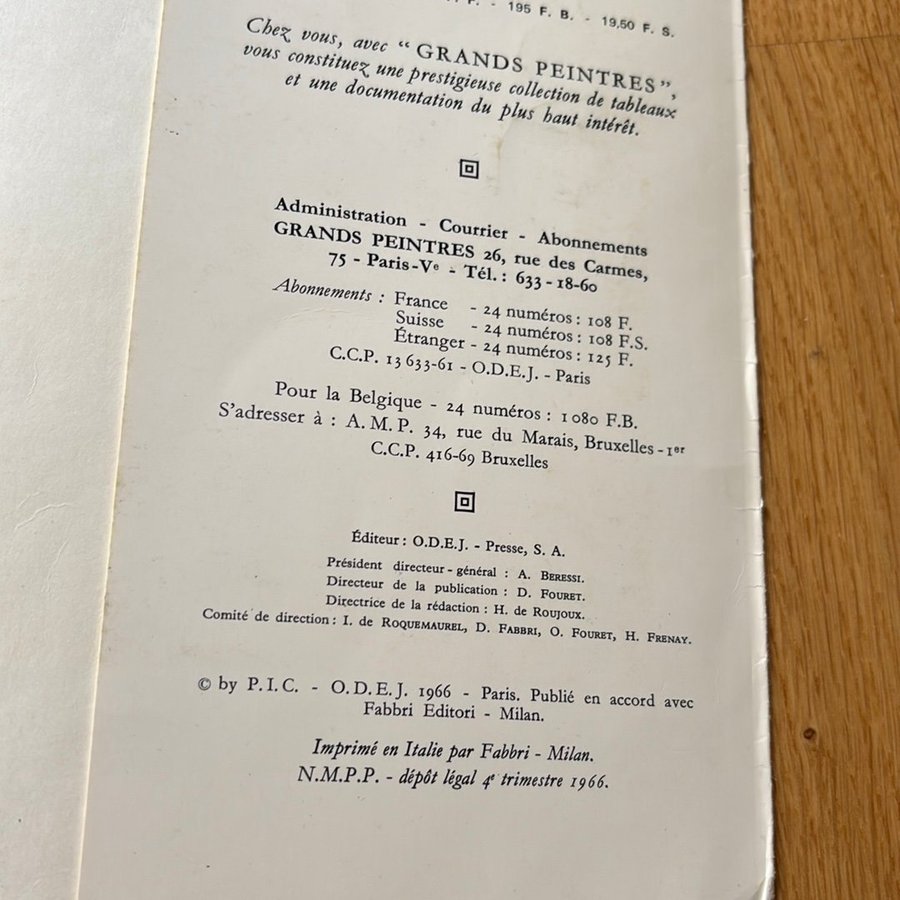 F. - 195 F. B. - 19,50 F. S.
Chez vous, avec “ GRANDS PEINTRES ”,
vous constituez une prestigieuse collection de tableaux
et une documentation du plus haut intérêt.
Administration - Courrier - Abonnements
GRANDS PEINTRES 26, rue des Carmes,
75 - Paris-Vᵉ - Tél. : 633 - 18-60
Abonnements : France - 24 numéros : 108 F.
Suisse - 24 numéros : 108 F.S.
Étranger - 24 numéros : 125 F.
C.C.P. 13 633-61 - O.D.E.J. - Paris
Pour la Belgique - 24 numéros : 1 080 F.B.
S’adresser à : A. M. P. 34, rue du Marais, Bruxelles - 1ᵉʳ
C.C.P. 416-69 Bruxelles
Éditeur : O.D.E.J. - Presse, S. A.
Président directeur - général : A. BERESSI.
Directeur de la publication : D. FOURET.
Directrice de la rédaction : H. de ROUJOUX.
Comité de direction : I. de ROQUEMAUREL, D. FABBRI, O. FOURET, H. FRENAY.
© by P. I. C. - O. D. E. J. 1966 - Paris. Publié en accord avec
Fabbri Editori - Milan.
Imprimé en Italie par Fabbri - Milan.
N.M.P.P. - dépôt légal 4ᵉ trimestre 1966.